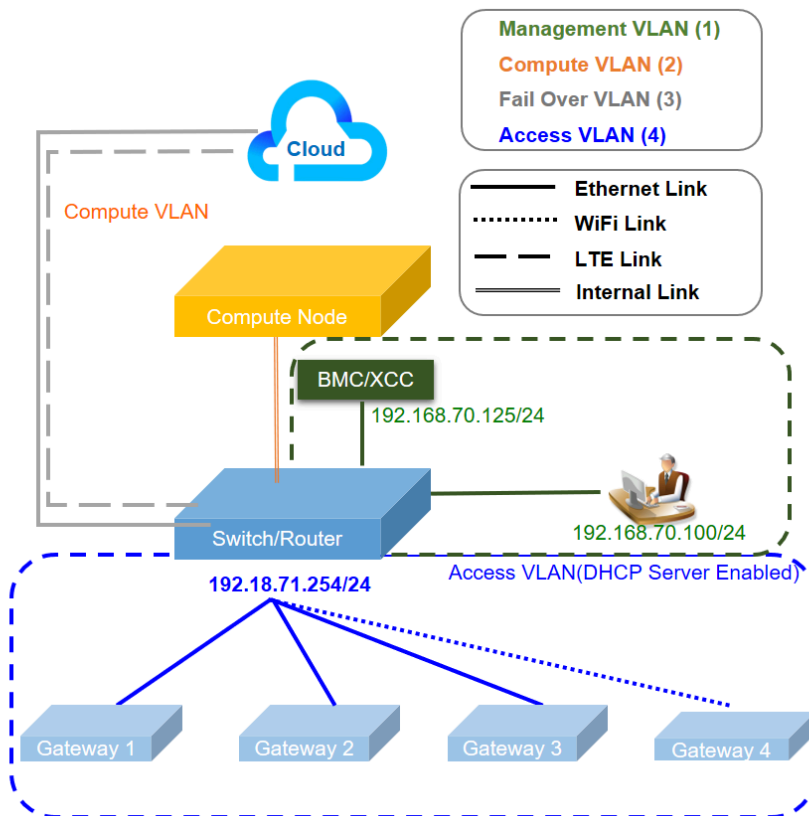 Management VLAN (1)
Compute VLAN (2)
Fail Over VLAN (3)
Access VLAN (4)
Cloud
Ethernet Link
WiFi Link
LTE Link
Internal Link
Compute VLAN
Compute Node
BMC/XCC
192.168.70.125/24
Switch/Router
192.168.70.100/24
Access VLAN(DHCP Server Enabled)
192.18.71.254/24
Gateway 1
Gateway 2
Gateway 3
Gateway 4